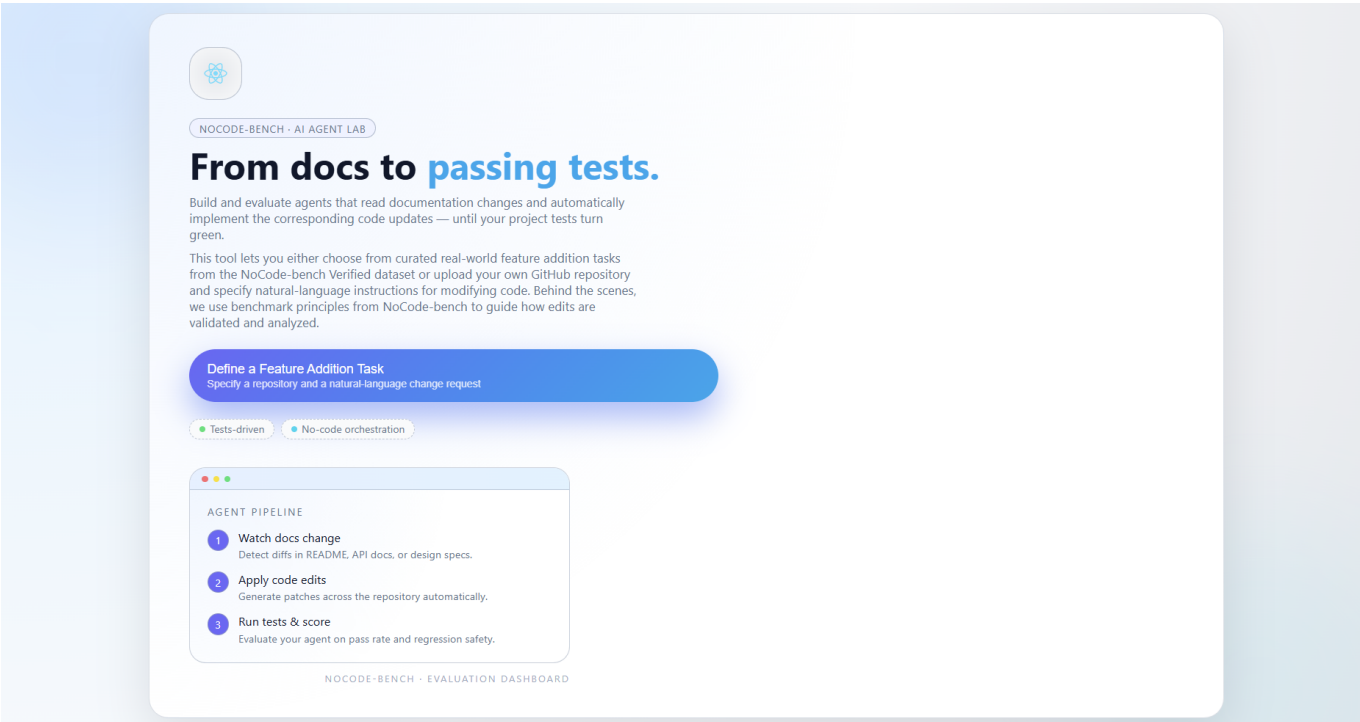 NOCODE-BENCH · AI AGENT LAB
From docs to passing tests.
Build and evaluate agents that read documentation changes and automatically
implement the corresponding code updates — until your project tests turn
green.
This tool lets you either choose from curated real-world feature addition tasks
from the NoCode-bench Verified dataset or upload your own GitHub repository
and specify natural-language instructions for modifying code. Behind the scenes,
we use benchmark principles from NoCode-bench to guide how edits are
validated and analyzed.
Define a Feature Addition Task
Specify a repository and a natural-language change request
Tests-driven
No-code orchestration
AGENT PIPELINE
1 Watch docs change
Detect diffs in README, API docs, or design specs.
2 Apply code edits
Generate patches across the repository automatically.
3 Run tests & score
Evaluate your agent on pass rate and regression safety.
NOCODE-BENCH · EVALUATION DASHBOARD